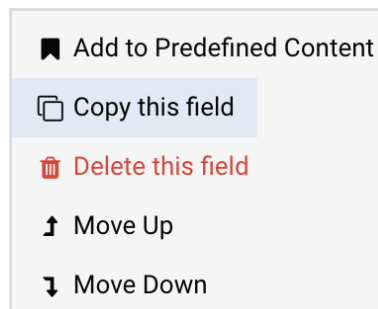 Add to Predefined Content
Copy this field
Delete this field
Move Up
Move Down